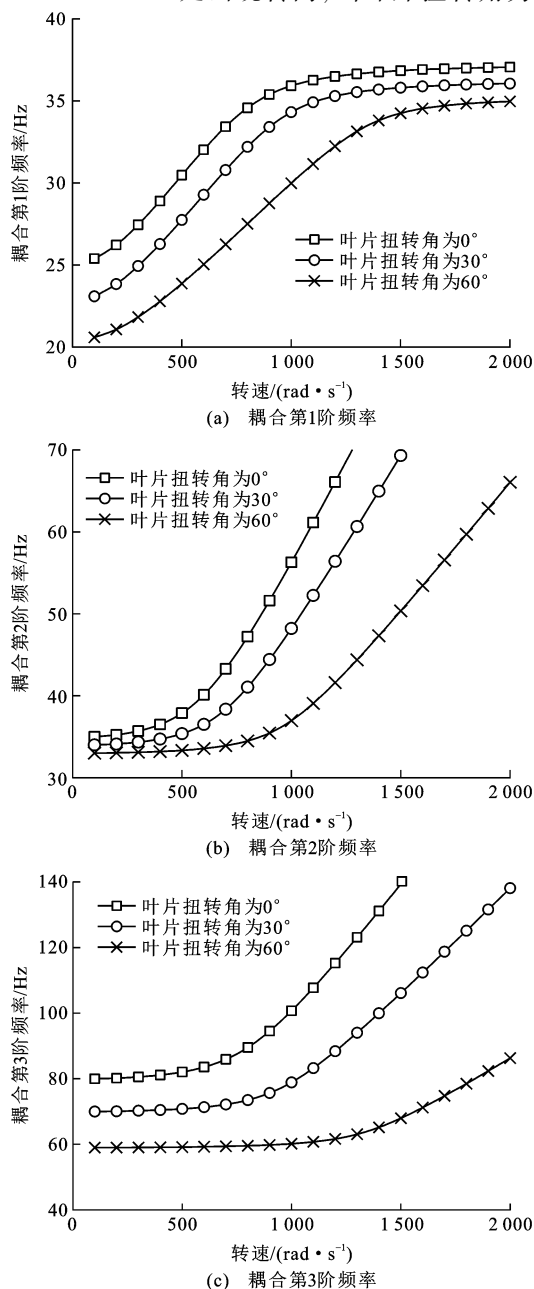 40
35
30
25
20
耦合第1阶频率/Hz
叶片扭转角为0°
叶片扭转角为30°
叶片扭转角为60°
0 500 1 000 1 500 2 000
转速/(rad·s⁻¹)
(a) 耦合第1阶频率
70
60
50
40
30
耦合第2阶频率/Hz
叶片扭转角为0°
叶片扭转角为30°
叶片扭转角为60°
0 500 1 000 1 500 2 000
转速/(rad·s⁻¹)
(b) 耦合第2阶频率
140
120
100
80
60
40
耦合第3阶频率/Hz
叶片扭转角为0°
叶片扭转角为30°
叶片扭转角为60°
0 500 1 000 1 500 2 000
转速/(rad·s⁻¹)
(c) 耦合第3阶频率